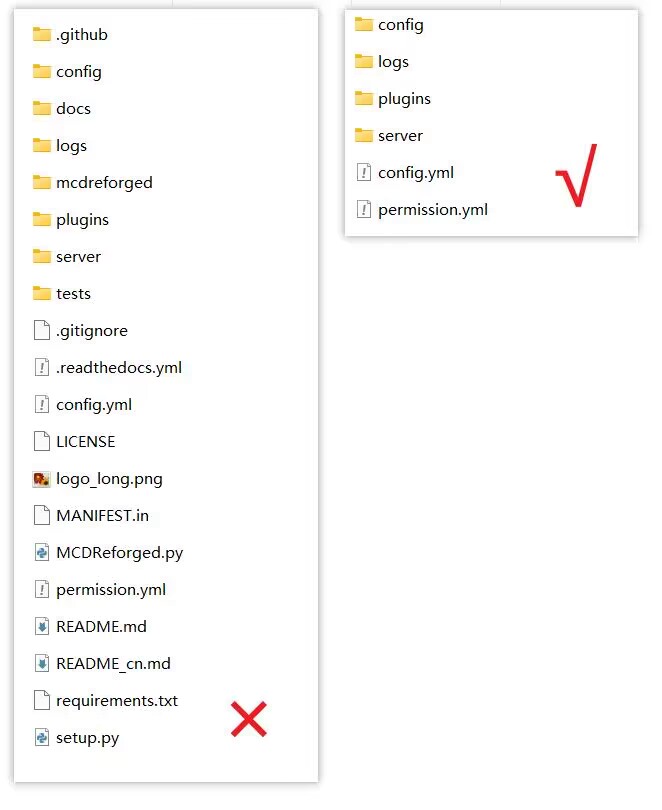 .github
config
docs
logs
mcdreforged
plugins
server
tests
.gitignore
.readthedocs.yml
config.yml
LICENSE
logo_long.png
MANIFEST.in
MCDReforged.py
permission.yml
README.md
README_cn.md
requirements.txt
setup.py
×
config
logs
plugins
server
config.yml
permission.yml
√